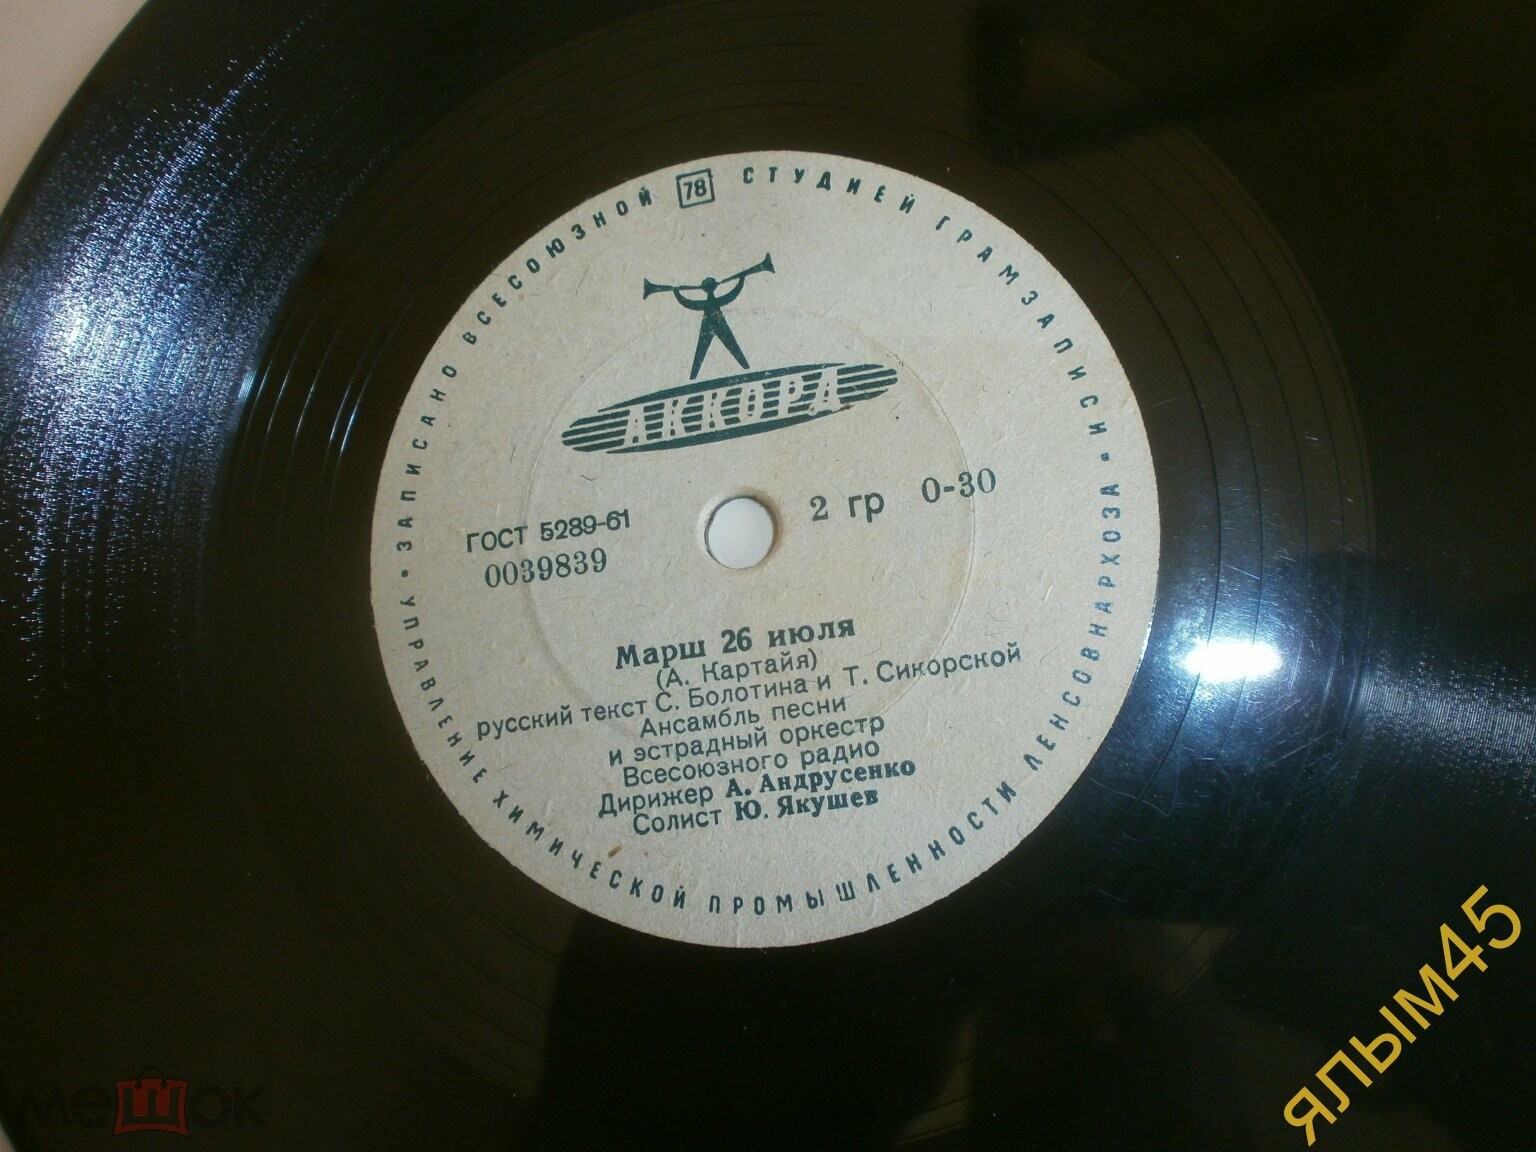 ЗАПИСАНО ВСЕСОЮЗНОЙ 78 СТУДИЕЙ ГРАМЗАПИСИ •
АККОРД
ГОСТ 5289-61
2 гр 0-30
0039839
Марш 26 июля
(А. Картайя)
русский текст С. Болотина и Т. Сикорской
Ансамбль песни
и эстрадный оркестр
Всесоюзного радио
Дирижер А. Андрусенко
Солист Ю. Якушев
УПРАВЛЕНИЕ ХИМИЧЕСКОЙ ПРОМЫШЛЕННОСТИ ЛЕНСОВНАРХОЗА •
мешок
ялым45